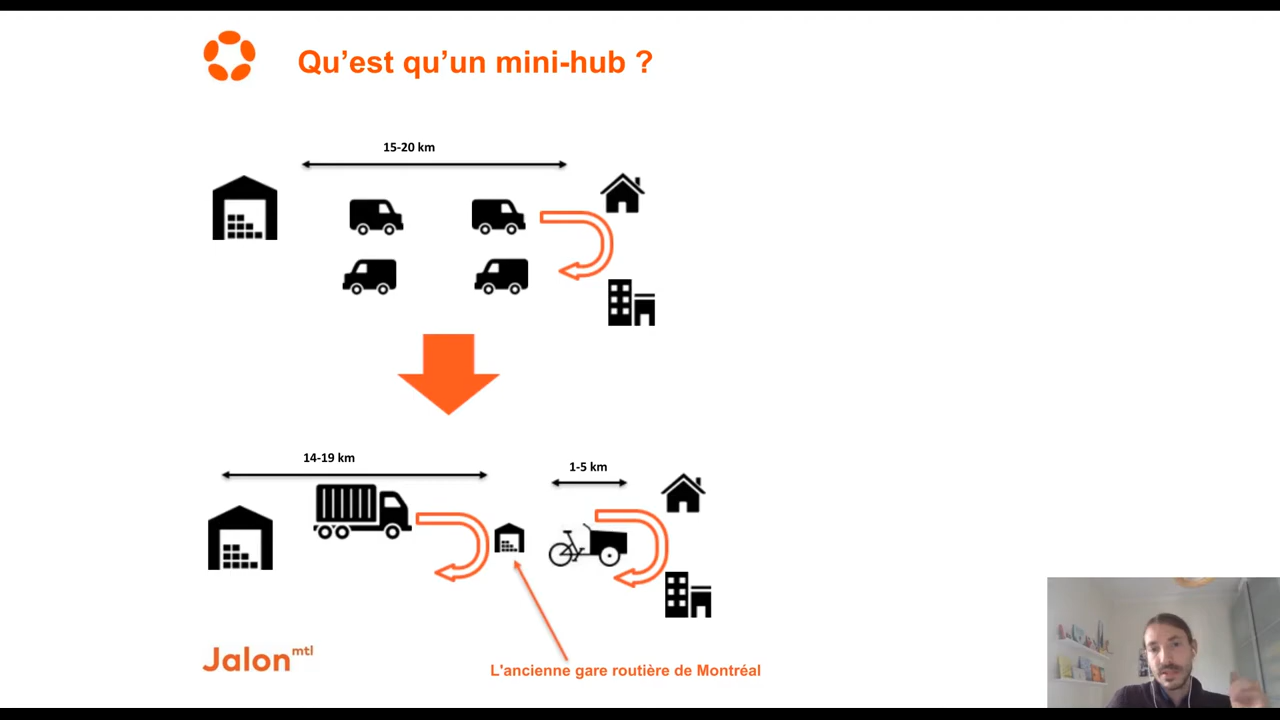 Qu’est qu’un mini-hub ?
15-20 km
14-19 km
1-5 km
Jalon mtl
L'ancienne gare routière de Montréal